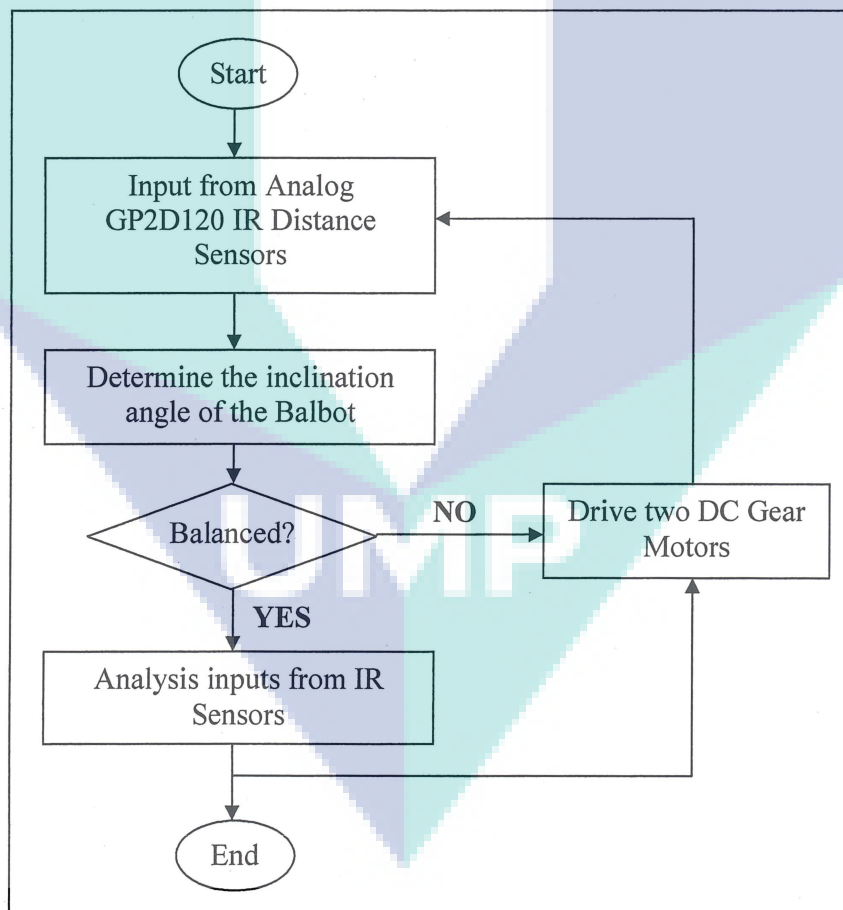 Start
Input from Analog
GP2D120 IR Distance
Sensors
Determine the inclination
angle of the Balbot
Balanced?
NO
Drive two DC Gear
Motors
YES
Analysis inputs from IR
Sensors
End
UMP